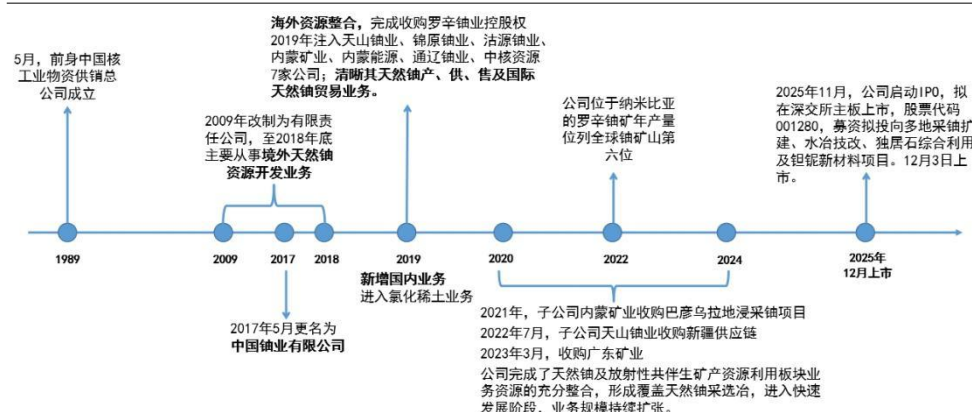 5月，前身中国核
工业物资供销总
公司成立
2009年改制为有限责
任公司，至2018年底
主要从事境外天然铀
资源开发业务
海外资源整合，完成收购罗辛铀业控股权
2019年注入天山铀业、锦原铀业、沽源铀业、
内蒙矿业、内蒙能源、通辽铀业、中核资源
7家公司；清晰其天然铀产、供、售及国际
天然铀贸易业务。
公司位于纳米比亚
的罗辛铀矿年产量
位列全球铀矿山第
六位
2025年11月，公司启动IPO，拟
在深交所主板上市，股票代码
001280，募资拟投向多地采铀扩
建、水冶技改、独居石综合利用
及钽铌新材料项目。12月3日上
市。
1989
2009
2017
2018
2019
2020
2022
2024
2025年
12月上市
2017年5月更名为
中国铀业有限公司
新增国内业务
进入氯化稀土业务
2021年，子公司内蒙矿业收购巴彦乌拉地浸采铀项目
2022年7月，子公司天山铀业收购新疆供应链
2023年3月，收购广东矿业
公司完成了天然铀及放射性共伴生矿产资源利用板块业
务资源的充分整合，形成覆盖天然铀采选冶，进入快速
发展阶段，业务规模持续扩张。